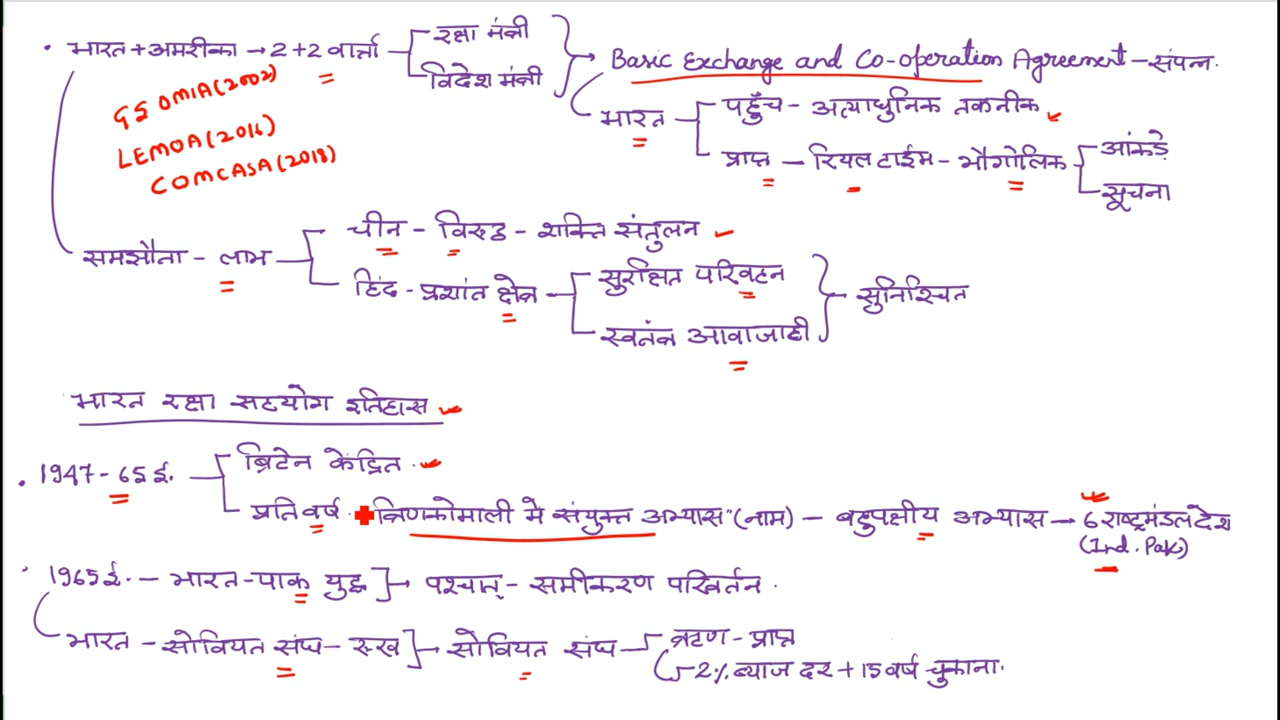 भारत+अमरीका → 2+2 वार्त्ता
रक्षा मंत्री
विदेश मंत्री
Basic Exchange and Co-operation Agreement - संपन्न.
GSOMIA(2002)
LEMOA(2016)
COMCASA(2018)
भारत
पहुँच - अत्याधुनिक तकनीक
प्राप्त - रियल टाईम - भौगोलिक
आंकड़े
सूचना
समझौता - लाभ
चीन - विरुद्ध - शक्ति संतुलन
हिंद - प्रशांत क्षेत्र
सुरक्षित परिवहन
स्वतंत्र आवाजाही
सुनिश्चित
भारत रक्षा सहयोग इतिहास
1947 - 65 ई.
ब्रिटेन केंद्रित.
प्रतिवर्ष. त्रिणकोमाली में संयुक्त अभ्यास"(नाम) - बहुपक्षीय अभ्यास → 6 राष्ट्रमंडल देश
(Ind. Pak)
1965 ई. - भारत-पाक युद्ध → पश्चात् - समीकरण परिवर्तन.
भारत - सोवियत संघ - रूख → सोवियत संघ
ऋण - प्राप्त
2% ब्याज दर + 15 वर्ष - चुकाना.